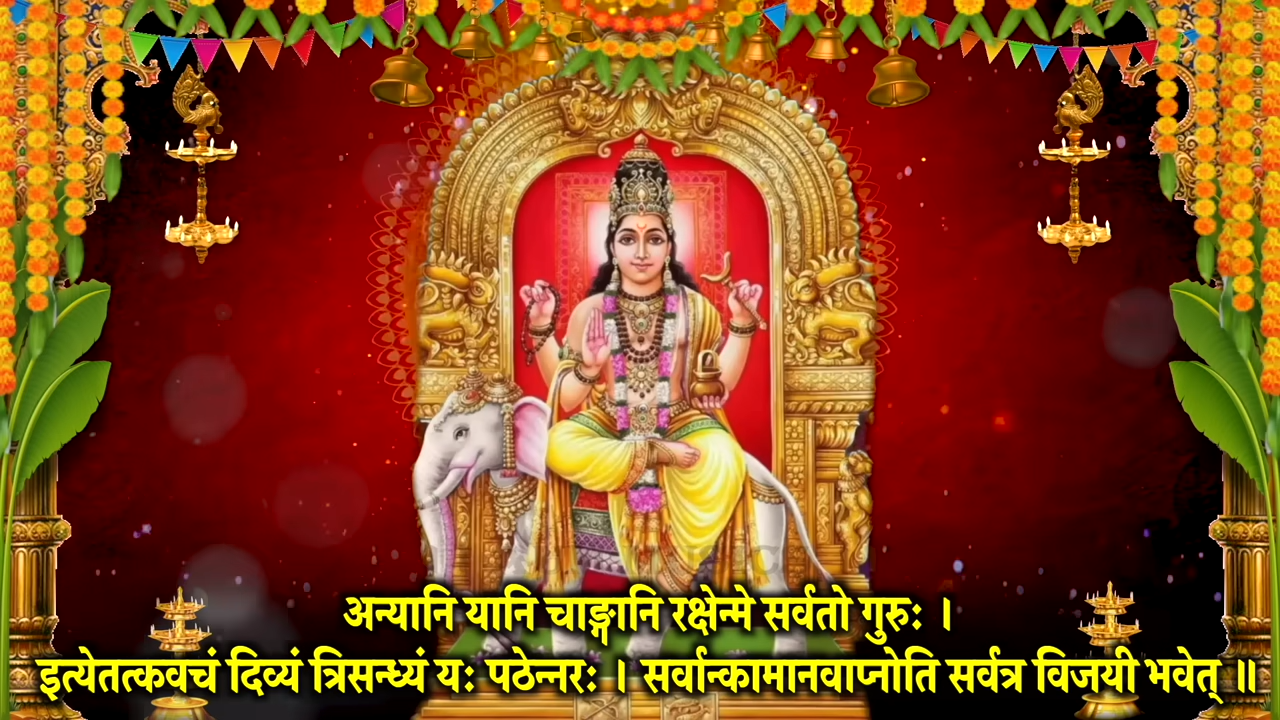 अन्यानि यानि चाङ्गानि रक्षेन्मे सर्वतो गुरुः ।
इत्येतत्कवचं दिव्यं त्रिसन्ध्यं यः पठेन्नरः । सर्वान्कामानवाप्नोति सर्वत्र विजयी भवेत् ॥